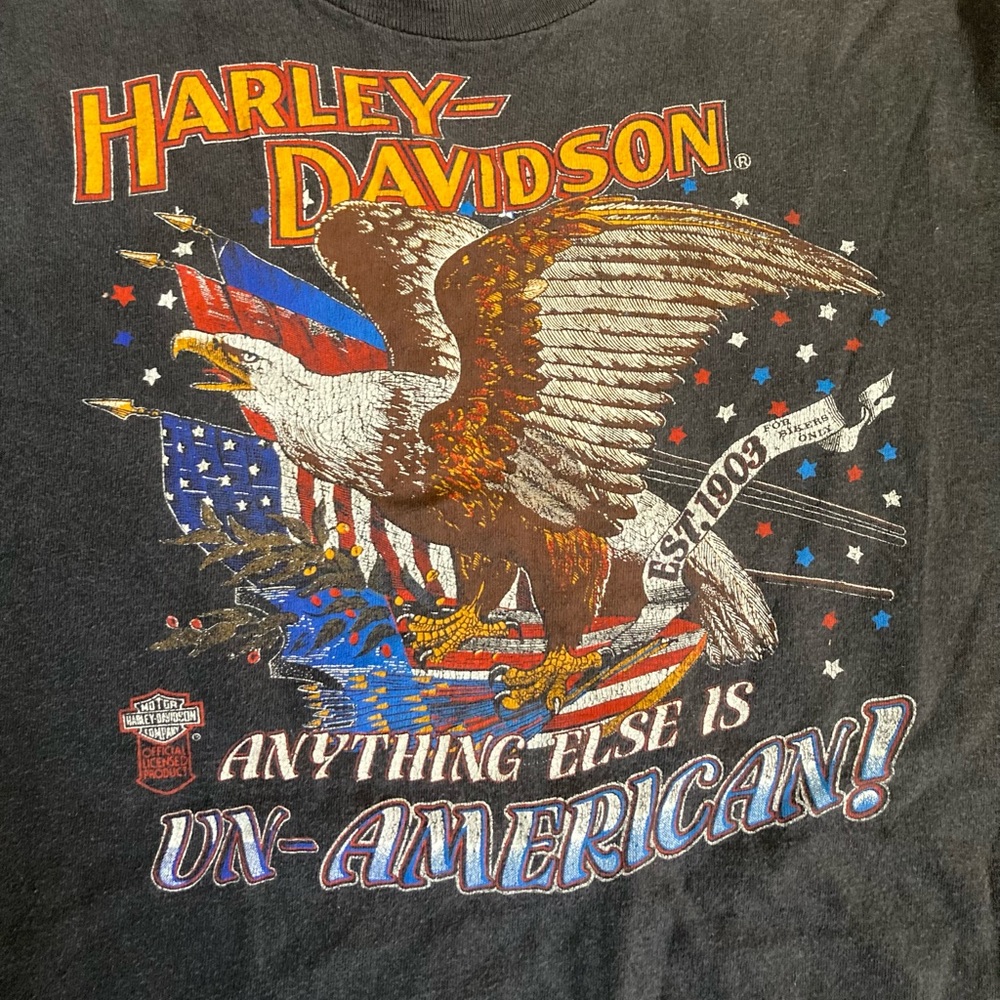 HARLEY-
DAVIDSON®
EST. 1903
FOR
BIKERS
ONLY
MOTOR
HARLEY-DAVIDSON
COMPANY
®
OFFICIAL
LICENSED
PRODUCT
ANYTHING ELSE IS
UN-AMERICAN!